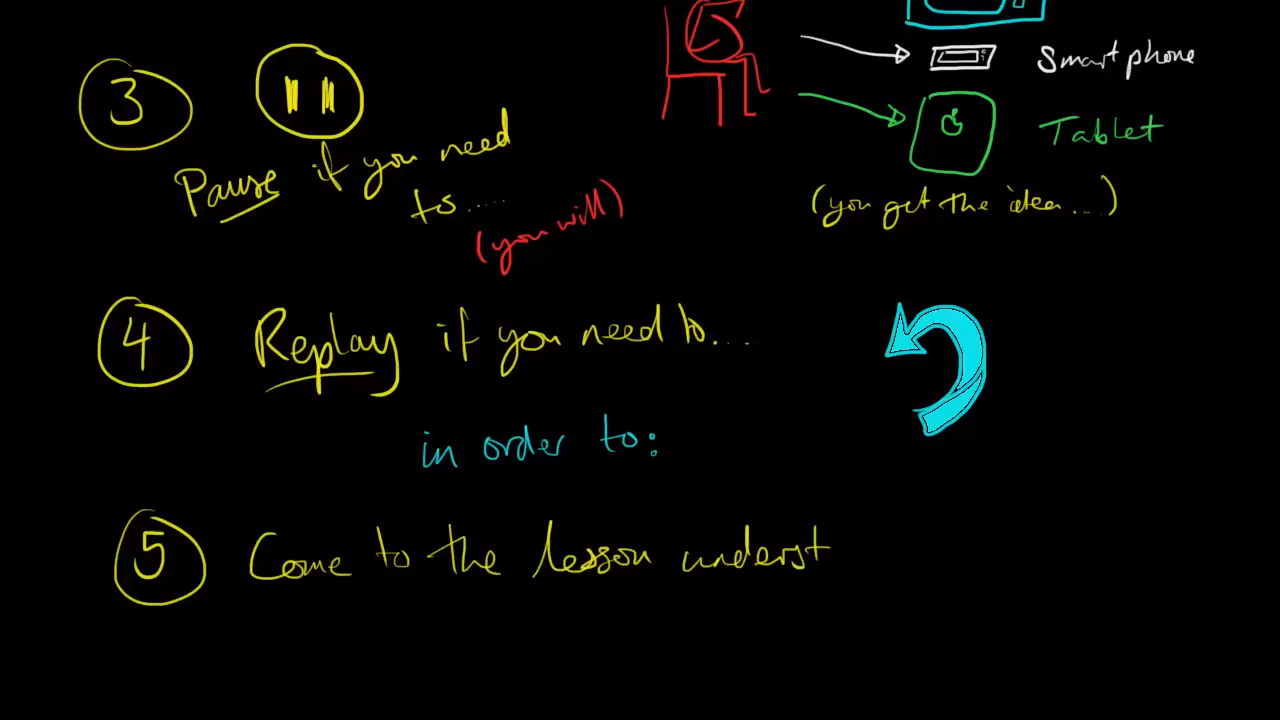 3
Pause if you need
to.....
(you will)
Smart phone
Tablet
(you get the idea...)
4 Replay if you need to....
in order to:
5 Come to the lesson underst